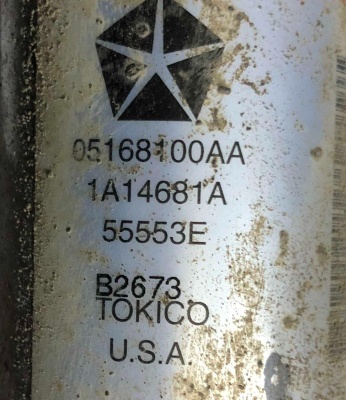 05168100AA
1A14681A
55553E
B2673
TOKICO
U.S.A.